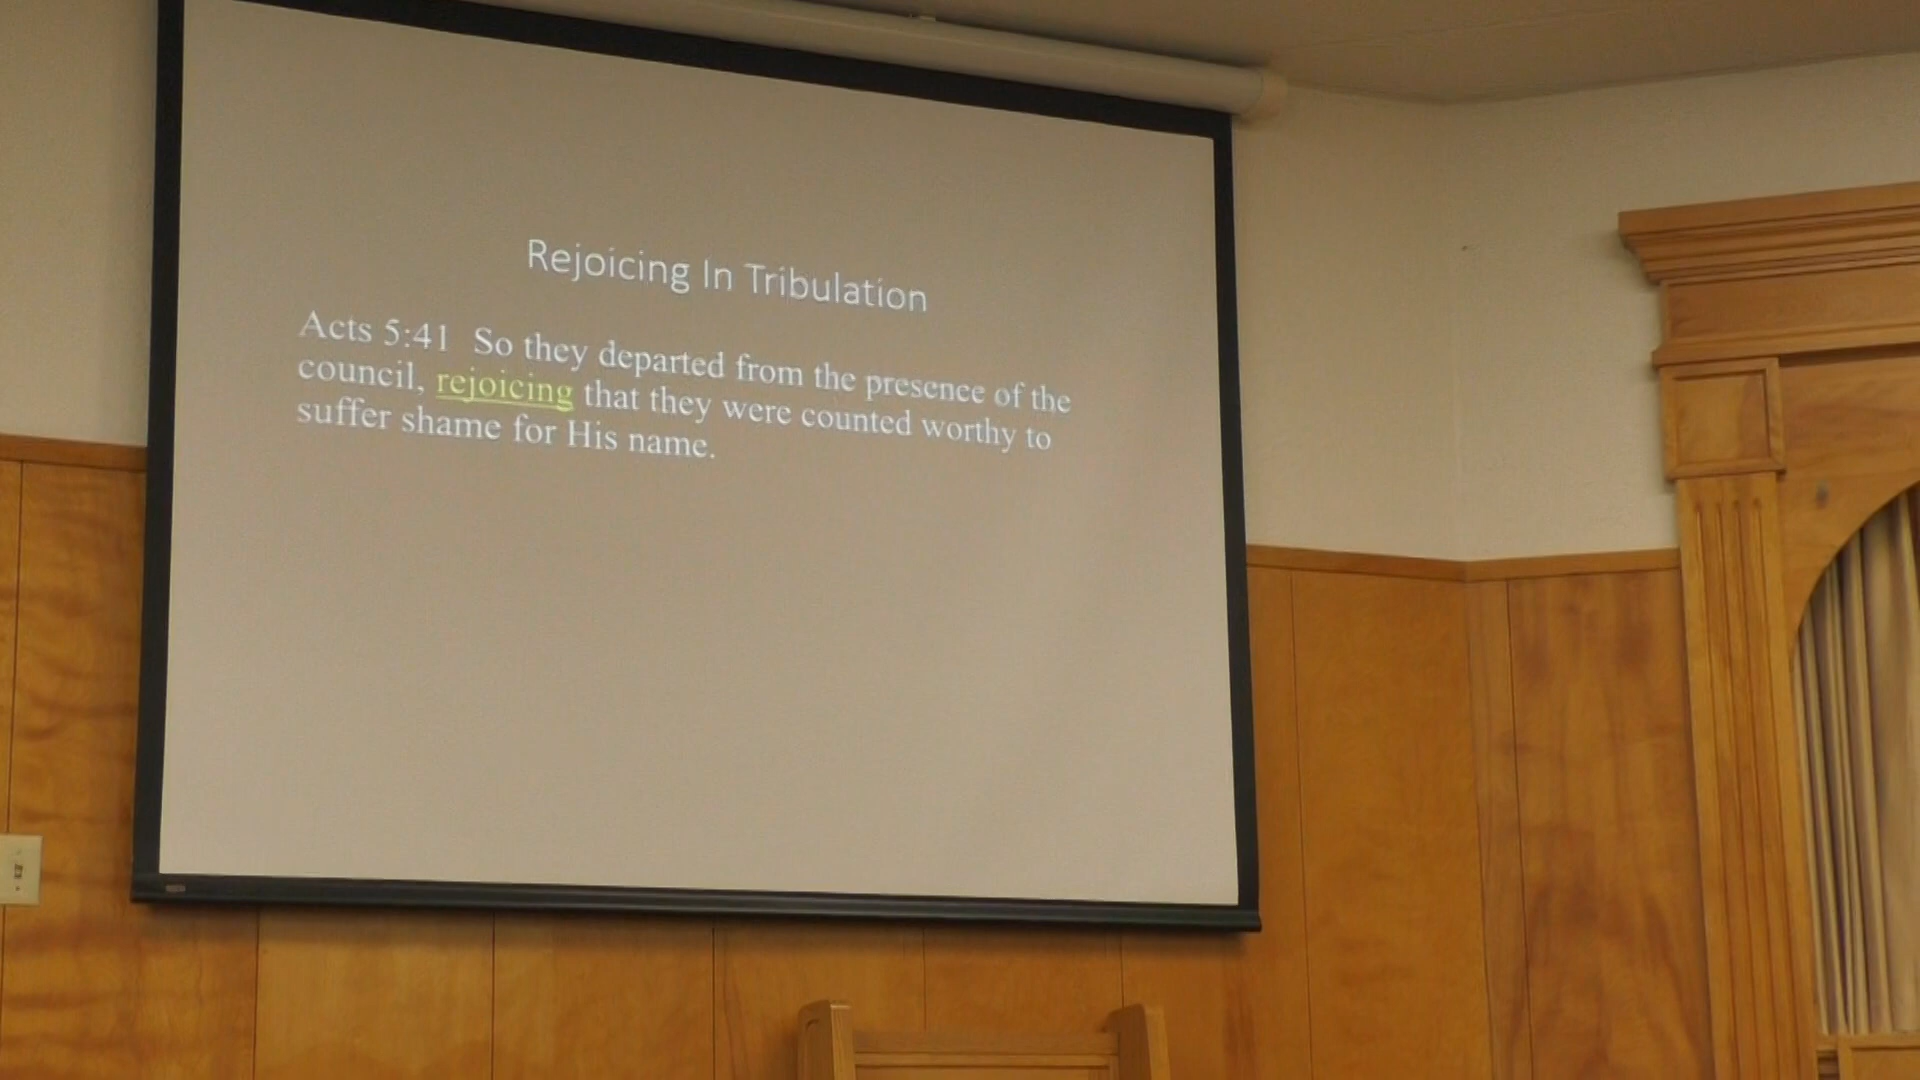 Rejoicing In Tribulation
Acts 5:41  So they departed from the presence of the
council, rejoicing that they were counted worthy to
suffer shame for His name.